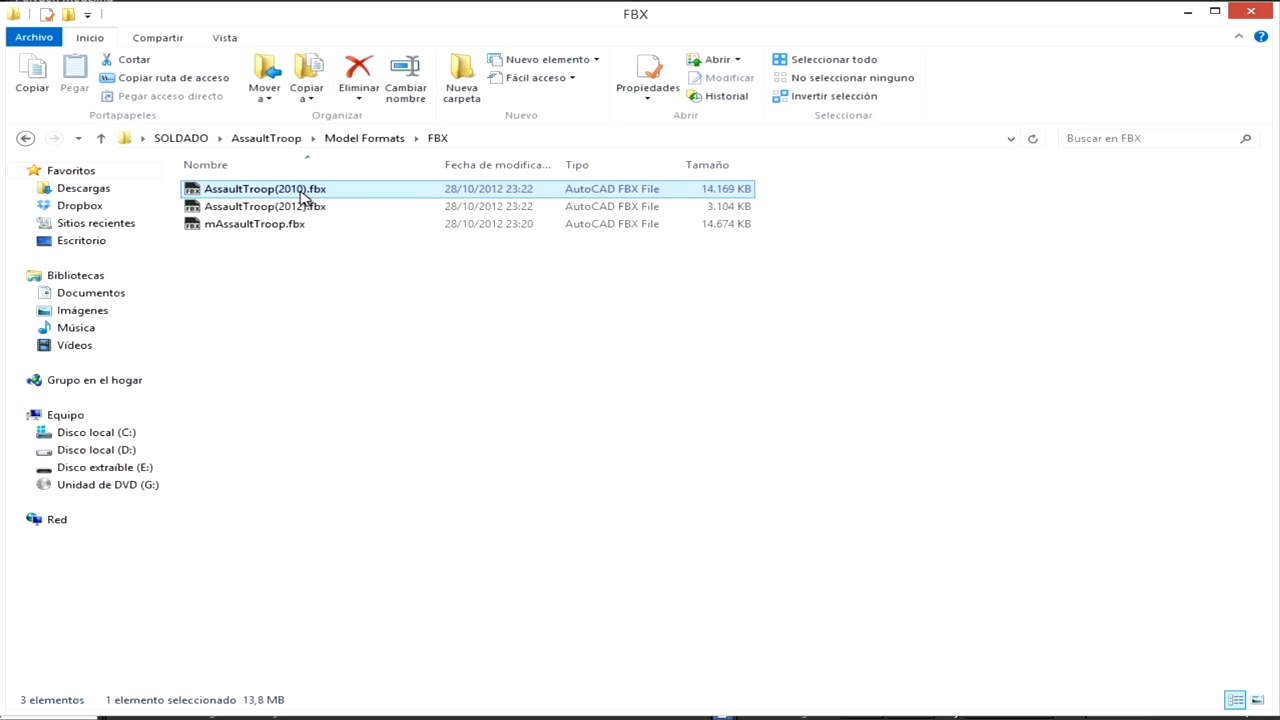 FBX
Archivo Inicio Compartir Vista
Copiar
Pegar
Cortar
Copiar ruta de acceso
Pegar acceso directo
Portapapeles
Mover a
Copiar a
Eliminar
Cambiar nombre
Organizar
Nueva carpeta
Nuevo elemento
Fácil acceso
Nuevo
Propiedades
Abrir
Modificar
Historial
Abrir
Seleccionar todo
No seleccionar ninguno
Invertir selección
Seleccionar
SOLDADO AssaultTroop Model Formats FBX
Buscar en FBX
Nombre Fecha de modifica... Tipo Tamaño
AssaultTroop(2010).fbx 28/10/2012 23:22 AutoCAD FBX File 14.169 KB
AssaultTroop(2012).fbx 28/10/2012 23:22 AutoCAD FBX File 3.104 KB
mAssaultTroop.fbx 28/10/2012 23:20 AutoCAD FBX File 14.674 KB
Favoritos
Descargas
Dropbox
Sitios recientes
Escritorio
Bibliotecas
Documentos
Imágenes
Música
Vídeos
Grupo en el hogar
Equipo
Disco local (C:)
Disco local (D:)
Disco extraíble (E:)
Unidad de DVD (G:)
Red
3 elementos 1 elemento seleccionado 13,8 MB